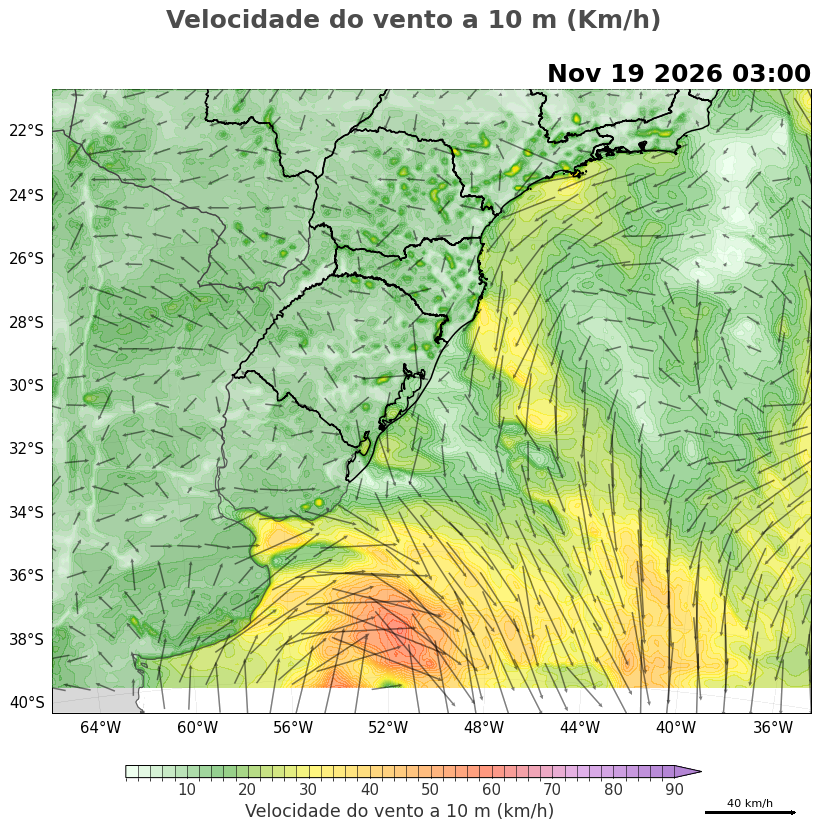 Velocidade do vento a 10 m (Km/h)
Nov 19 2026 03:00
22°S
24°S
26°S
28°S
30°S
32°S
34°S
36°S
38°S
40°S
64°W 60°W 56°W 52°W 48°W 44°W 40°W 36°W
10 20 30 40 50 60 70 80 90
Velocidade do vento a 10 m (km/h)
40 km/h